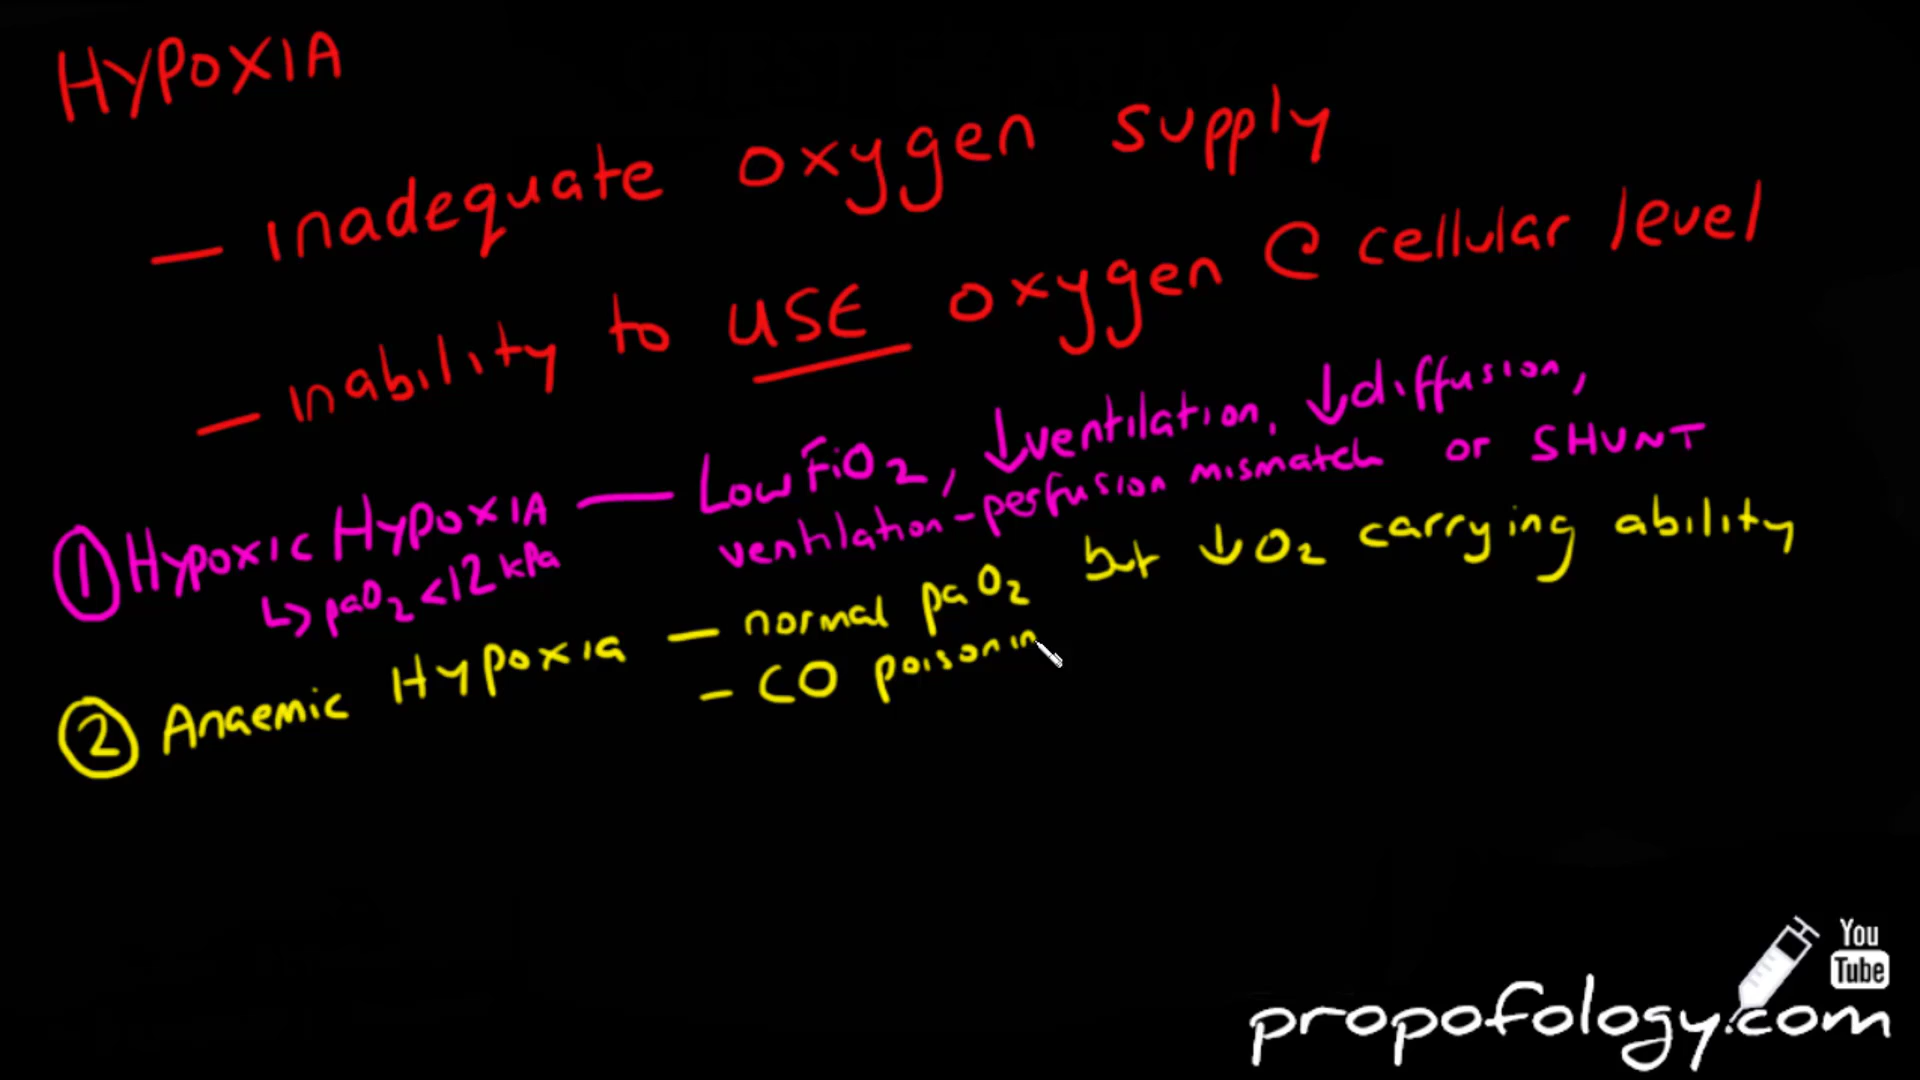 HYPOXIA
— inadequate oxygen supply
— inability to USE oxygen @ cellular level
① Hypoxic Hypoxia — Low FiO2, ↓ventilation, ↓diffusion,
ventilation-perfusion mismatch or SHUNT
↳ paO2 <12 kPa
② Anaemic Hypoxia — normal paO2 but ↓O2 carrying ability
- CO poisonin
You
Tube
propofology.com